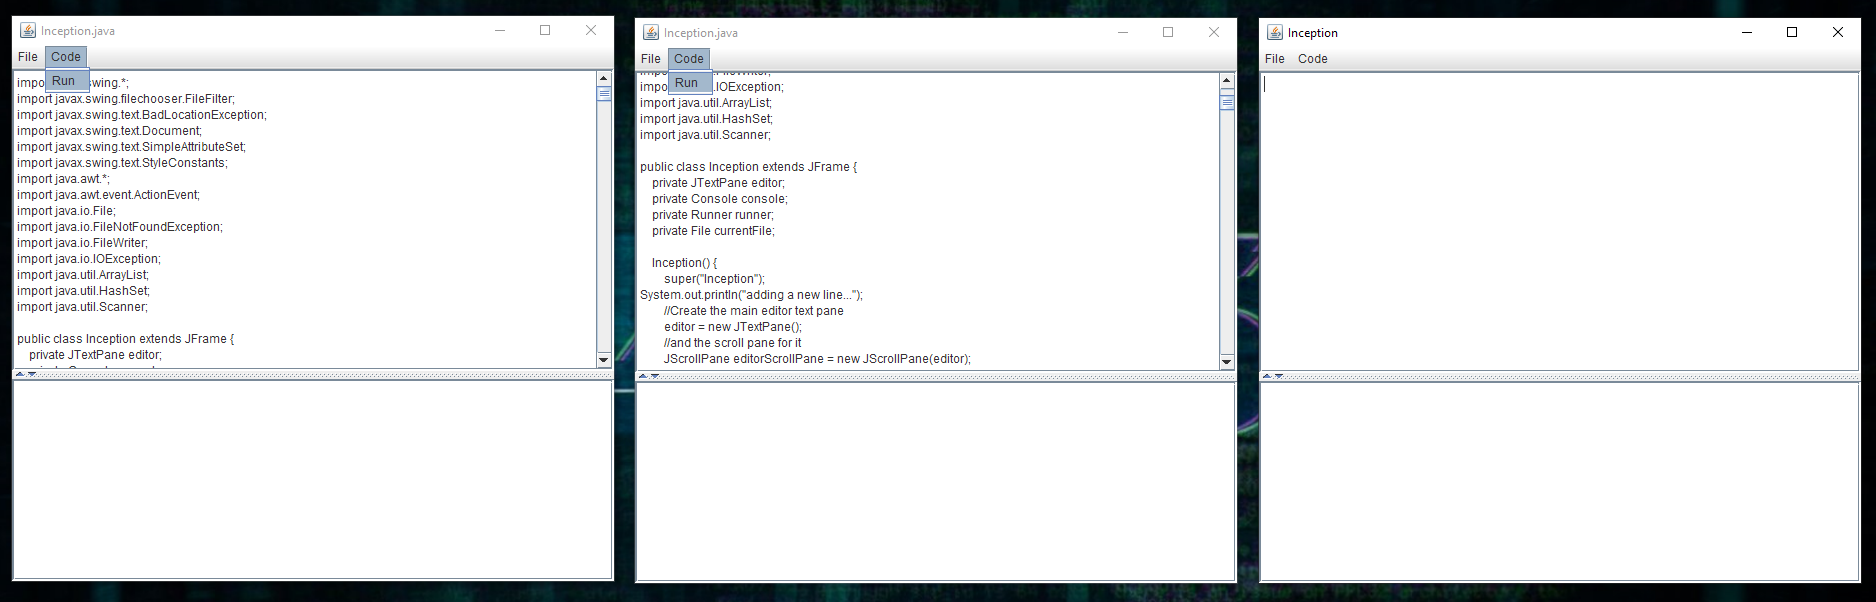 Inception.java
File Code
Run
impo swing.*;
import javax.swing.filechooser.FileFilter;
import javax.swing.text.BadLocationException;
import javax.swing.text.Document;
import javax.swing.text.SimpleAttributeSet;
import javax.swing.text.StyleConstants;
import java.awt.*;
import java.awt.event.ActionEvent;
import java.io.File;
import java.io.FileNotFoundException;
import java.io.FileWriter;
import java.io.IOException;
import java.util.ArrayList;
import java.util.HashSet;
import java.util.Scanner;
public class Inception extends JFrame {
private JTextPane editor;
Inception.java
File Code
Run
impo .IOException;
import java.util.ArrayList;
import java.util.HashSet;
import java.util.Scanner;
public class Inception extends JFrame {
private JTextPane editor;
private Console console;
private Runner runner;
private File currentFile;
Inception() {
super("Inception");
System.out.println("adding a new line...");
//Create the main editor text pane
editor = new JTextPane();
//and the scroll pane for it
JScrollPane editorScrollPane = new JScrollPane(editor);
Inception
File Code